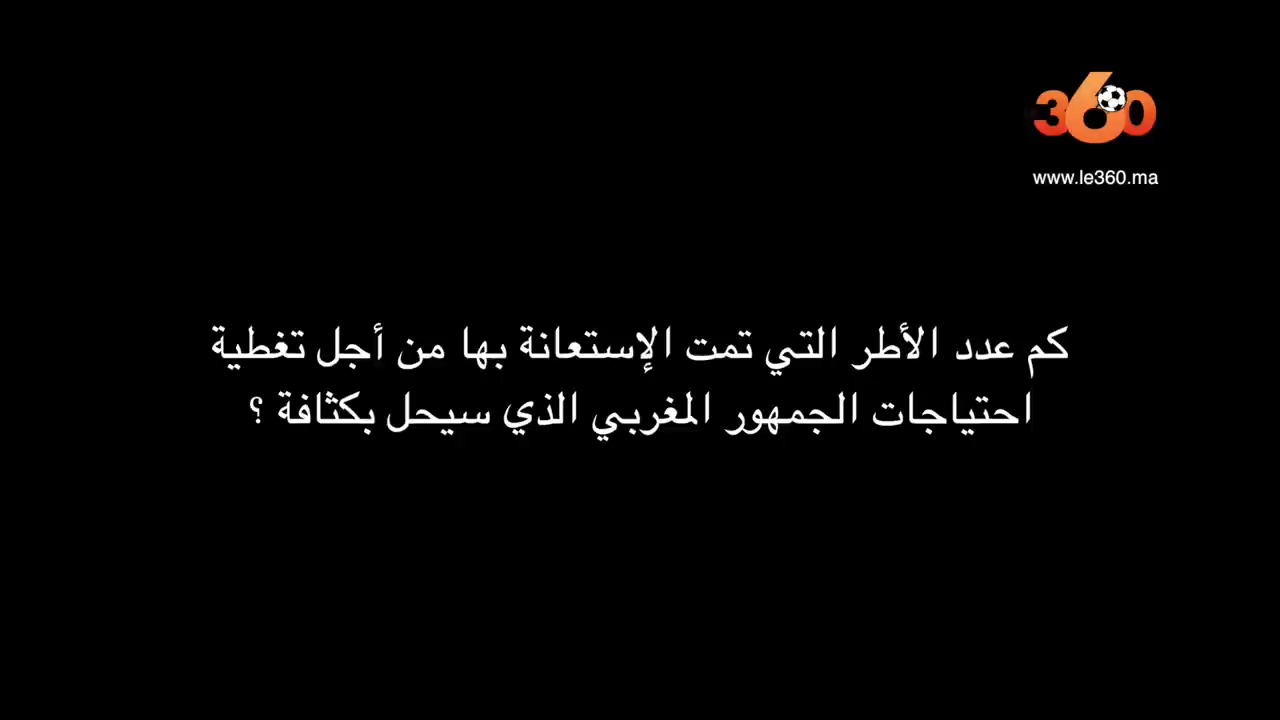 360
www.le360.ma
كم عدد الأطر التي تمت الإستعانة بها من أجل تغطية
احتياجات الجمهور المغربي الذي سيحل بكثافة ؟